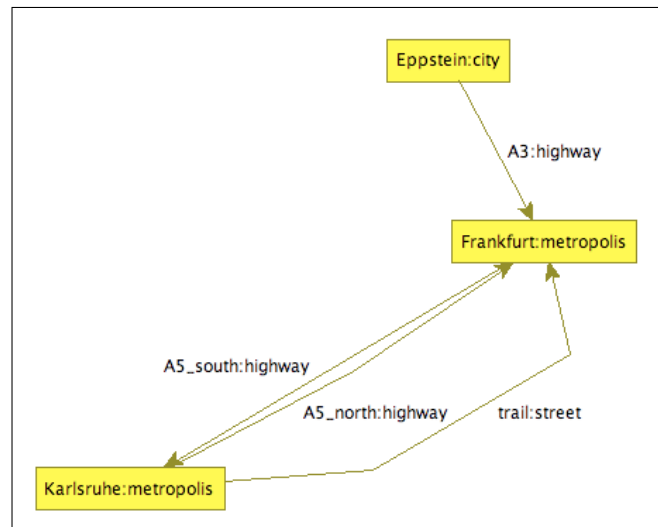 Eppstein:city
A3:highway
Frankfurt:metropolis
A5_south:highway
A5_north:highway
trail:street
Karlsruhe:metropolis